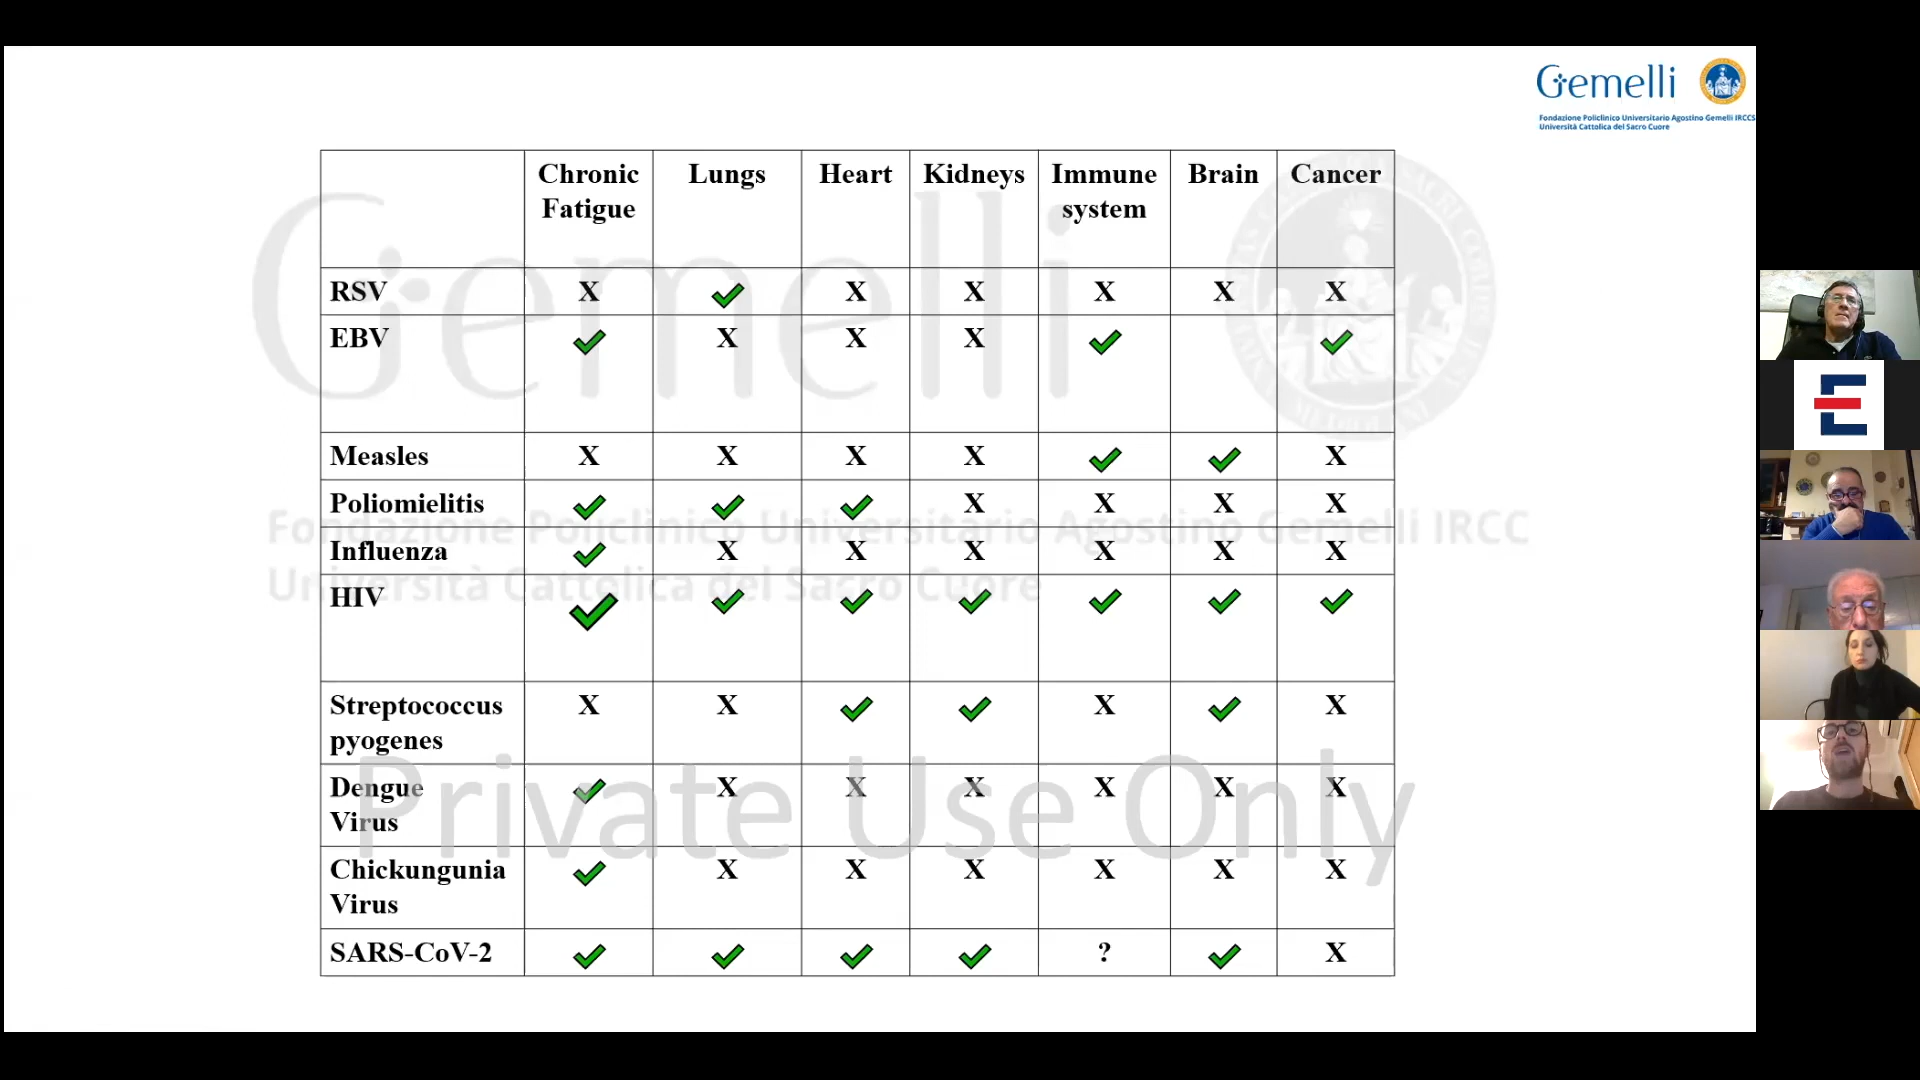 Gemelli
Fondazione Policlinico Universitario Agostino Gemelli IRCCS
Università Cattolica del Sacro Cuore
Chronic Fatigue Lungs Heart Kidneys Immune system Brain Cancer
RSV X ✓ X X X X X
EBV ✓ X X X ✓ ✓
Measles X X X X ✓ ✓ X
Poliomielitis ✓ ✓ ✓ X X X X
Influenza ✓ X X X X X X
HIV ✓ ✓ ✓ ✓ ✓ ✓ ✓
Streptococcus pyogenes X X ✓ ✓ X ✓ X
Dengue Virus ✓ X X X X X X
Chickungunia Virus ✓ X X X X X X
SARS-CoV-2 ✓ ✓ ✓ ✓ ? ✓ X
Gemelli
Fondazione Policlinico Universitario Agostino Gemelli IRCC
Università Cattolica del Sacro Cuore
Private Use Only
E